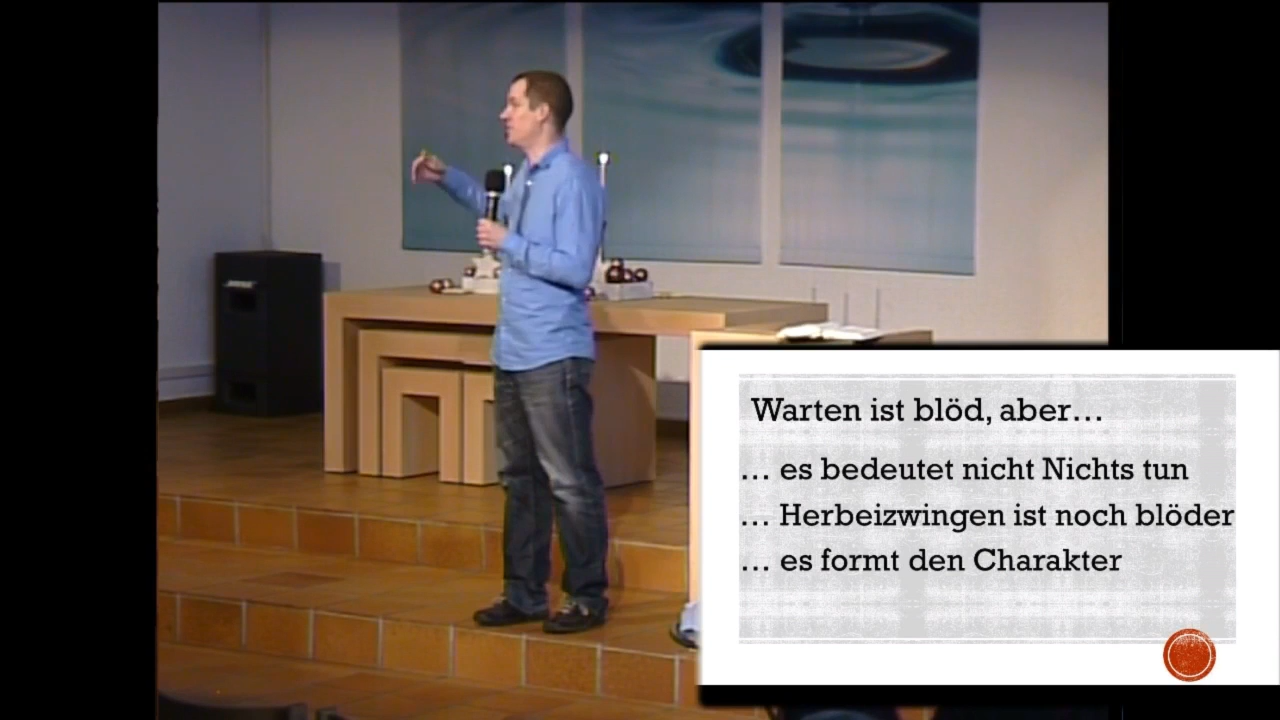 Warten ist blöd, aber…
… es bedeutet nicht Nichts tun
… Herbeizwingen ist noch blöder
… es formt den Charakter